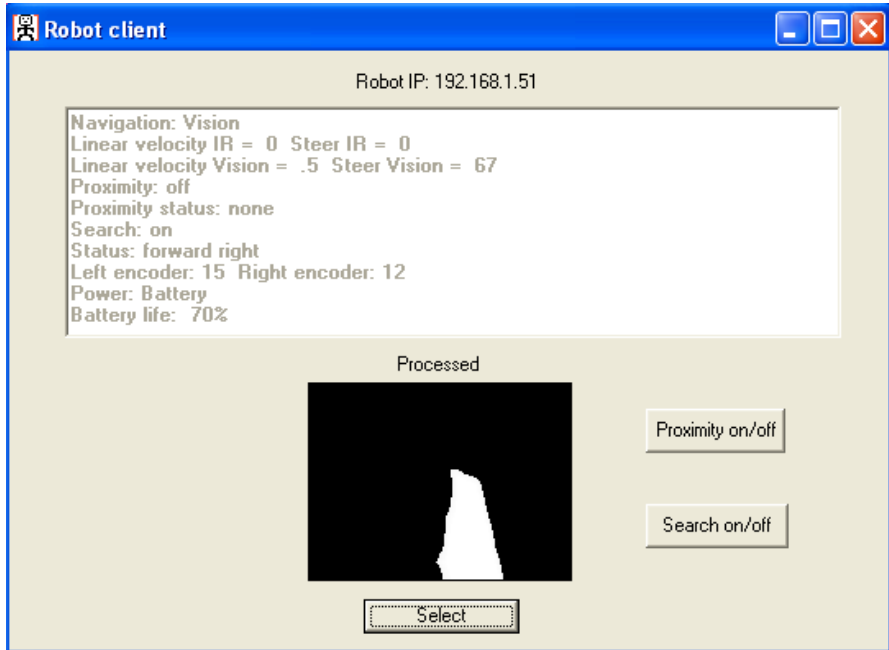 Robot client
Robot IP: 192.168.1.51
Navigation: Vision
Linear velocity IR = 0 Steer IR = 0
Linear velocity Vision = .5 Steer Vision = 67
Proximity: off
Proximity status: none
Search: on
Status: forward right
Left encoder: 15 Right encoder: 12
Power: Battery
Battery life: 70%
Processed
Proximity on/off
Search on/off
Select